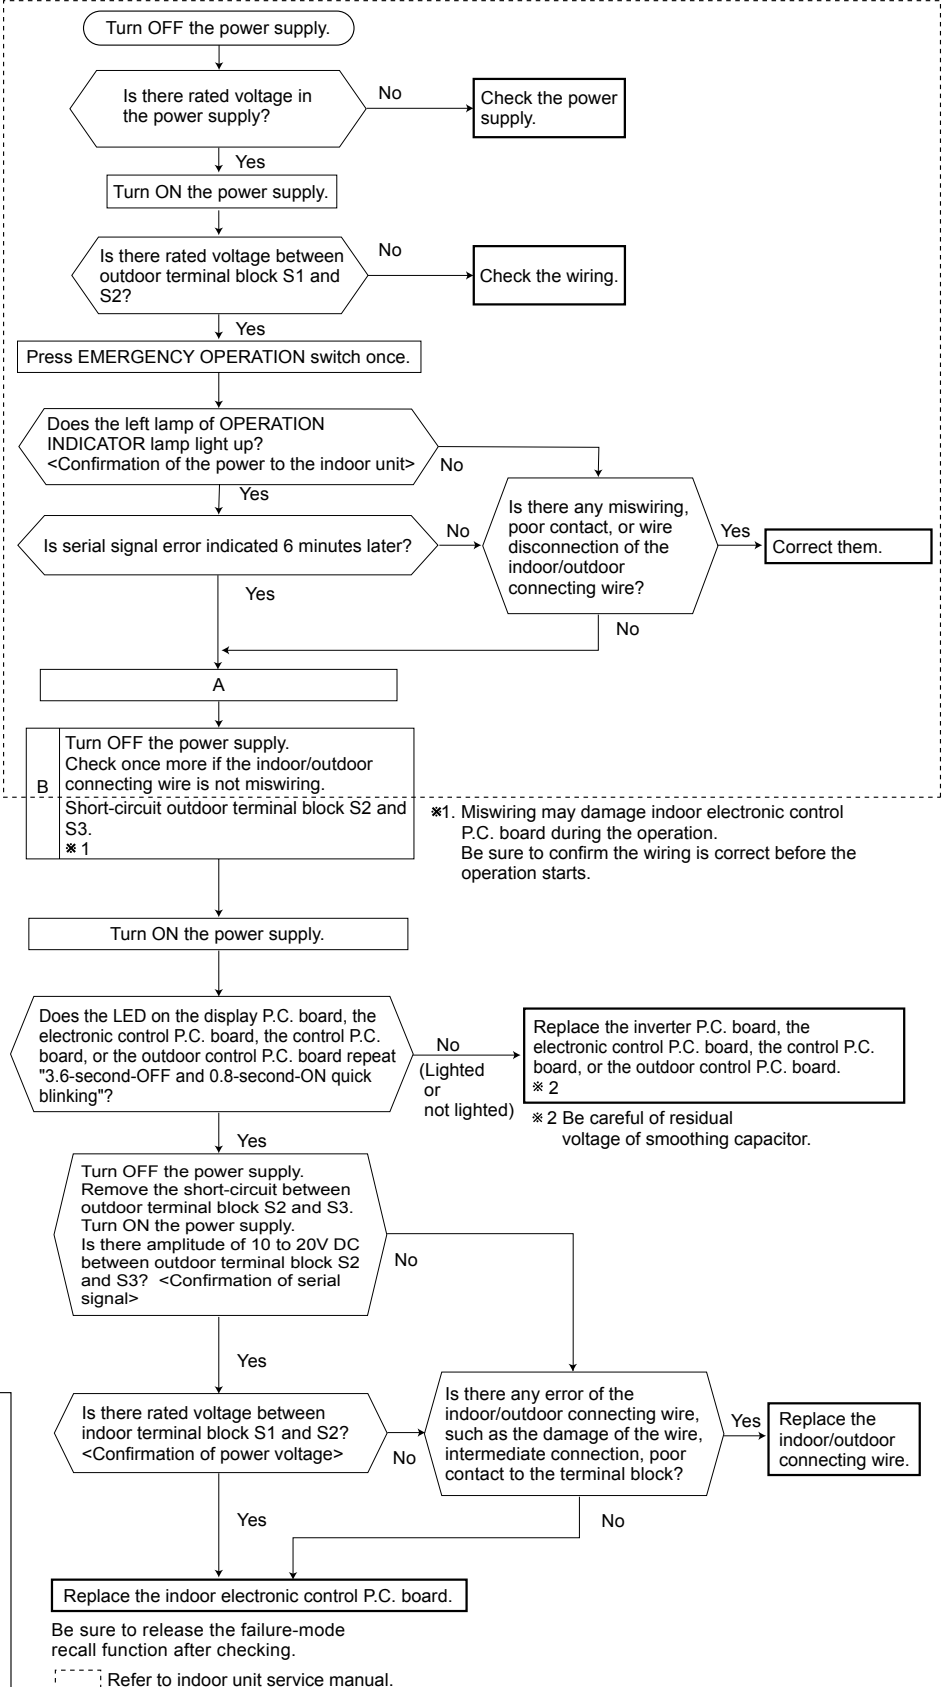 Turn OFF the power supply.
Is there rated voltage in
the power supply?
No
Check the power
supply.
Yes
Turn ON the power supply.
Is there rated voltage between
outdoor terminal block S1 and
S2?
No
Check the wiring.
Yes
Press EMERGENCY OPERATION switch once.
Does the left lamp of OPERATION
INDICATOR lamp light up?
<Confirmation of the power to the indoor unit>
No
Yes
Is serial signal error indicated 6 minutes later?
No
Is there any miswiring,
poor contact, or wire
disconnection of the
indoor/outdoor
connecting wire?
Yes
Correct them.
Yes
No
A
B
Turn OFF the power supply.
Check once more if the indoor/outdoor
connecting wire is not miswiring.
Short-circuit outdoor terminal block S2 and
S3.
※1
※1. Miswiring may damage indoor electronic control
P.C. board during the operation.
Be sure to confirm the wiring is correct before the
operation starts.
Turn ON the power supply.
Does the LED on the display P.C. board, the
electronic control P.C. board, the control P.C.
board, or the outdoor control P.C. board repeat
"3.6-second-OFF and 0.8-second-ON quick
blinking"?
No
(Lighted
or
not lighted)
Replace the inverter P.C. board, the
electronic control P.C. board, the control P.C.
board, or the outdoor control P.C. board.
※2
※2 Be careful of residual
voltage of smoothing capacitor.
Yes
Turn OFF the power supply.
Remove the short-circuit between
outdoor terminal block S2 and S3.
Turn ON the power supply.
Is there amplitude of 10 to 20V DC
between outdoor terminal block S2
and S3? <Confirmation of serial
signal>
No
Yes
Is there rated voltage between
indoor terminal block S1 and S2?
<Confirmation of power voltage>
No
Is there any error of the
indoor/outdoor connecting wire,
such as the damage of the wire,
intermediate connection, poor
contact to the terminal block?
Yes
Replace the
indoor/outdoor
connecting wire.
Yes
No
Replace the indoor electronic control P.C. board.
Be sure to release the failure-mode
recall function after checking.
Refer to indoor unit service manual.